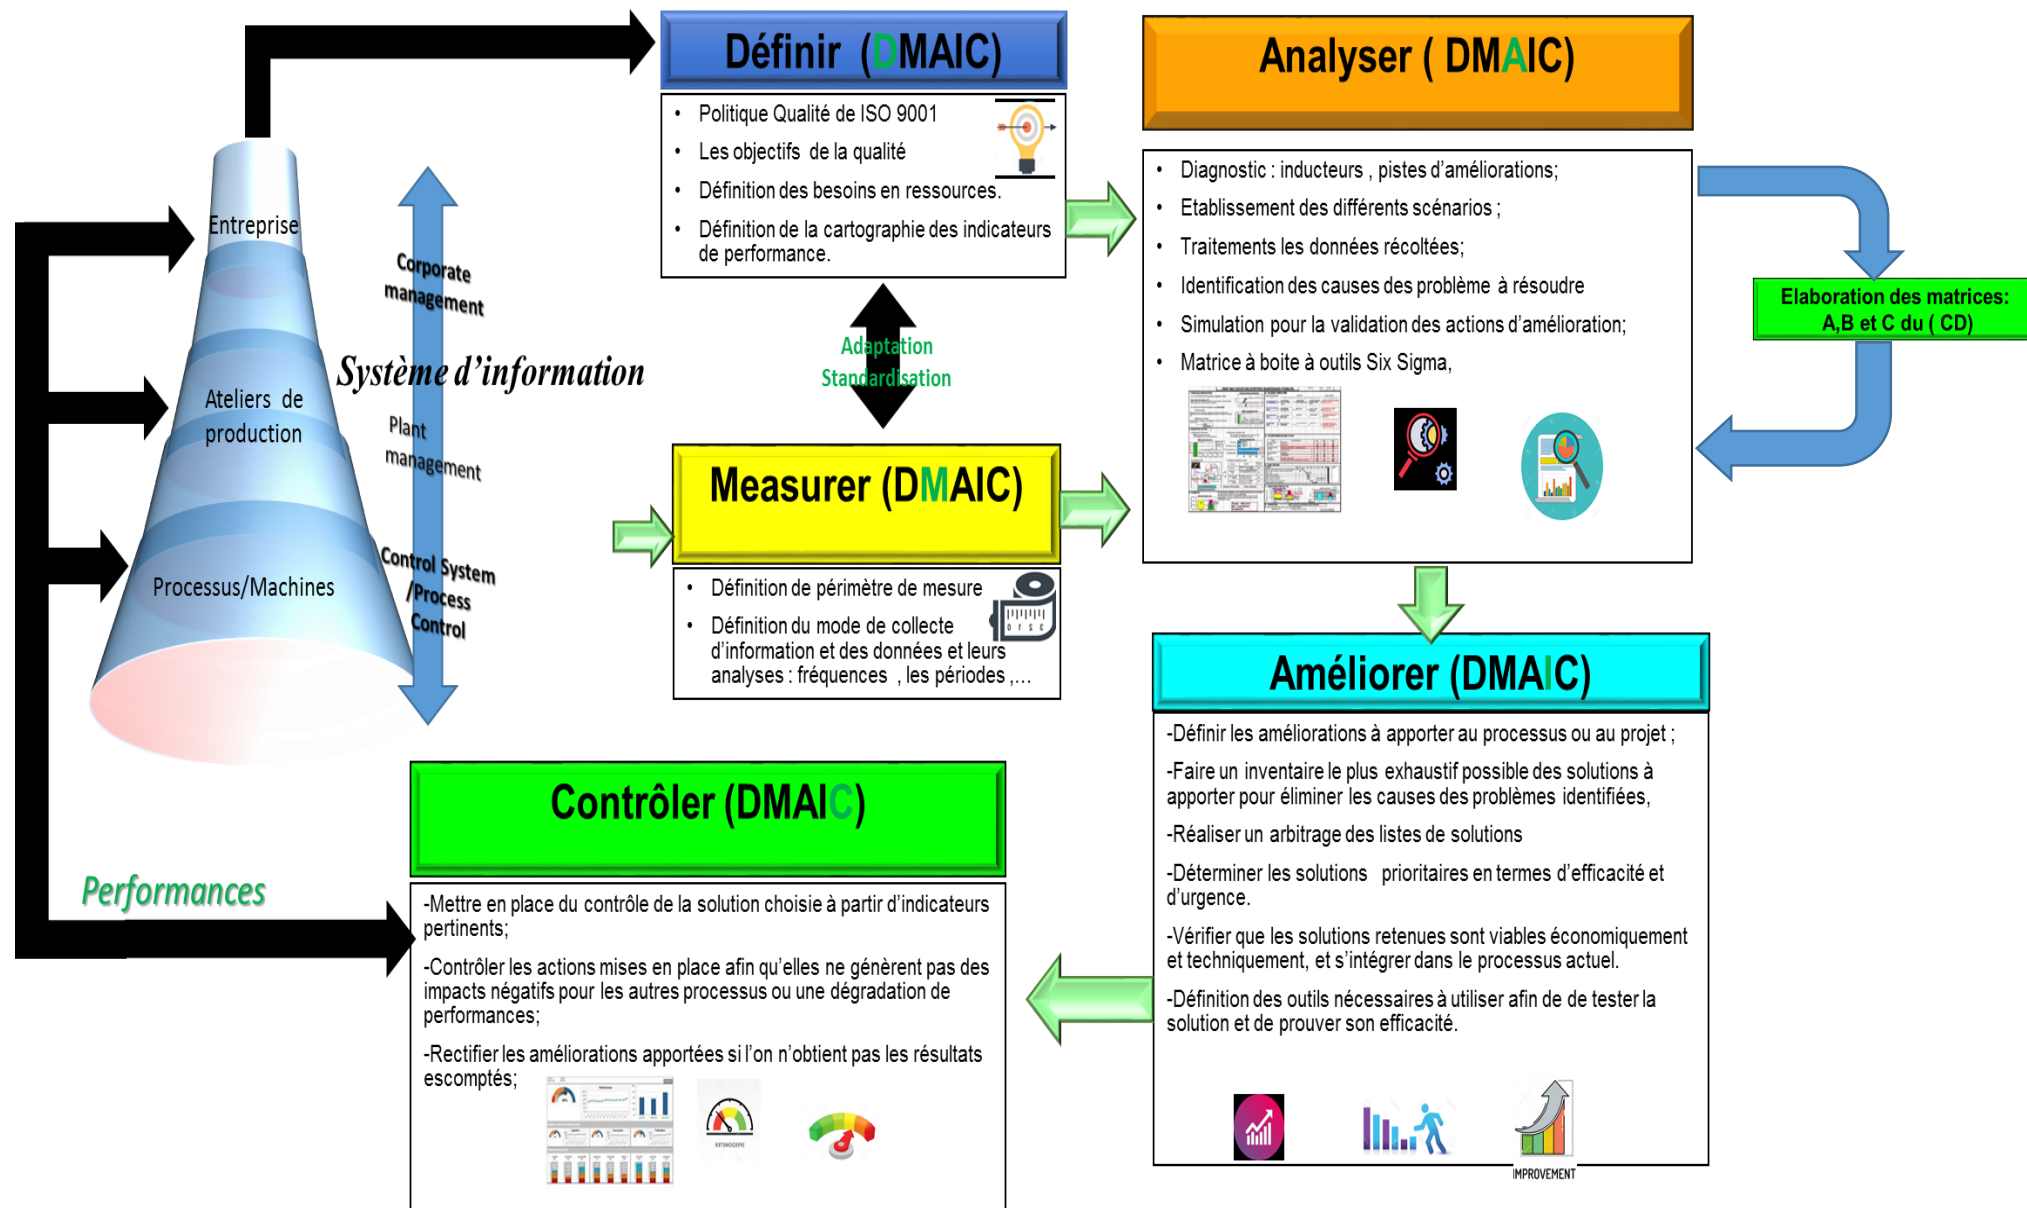 Définir (DMAIC)
• Politique Qualité de ISO 9001
• Les objectifs de la qualité
• Définition des besoins en ressources.
• Définition de la cartographie des indicateurs
de performance.
Analyser ( DMAIC)
• Diagnostic : inducteurs , pistes d’améliorations;
• Etablissement des différents scénarios ;
• Traitements les données récoltées;
• Identification des causes des problème à résoudre
• Simulation pour la validation des actions d’amélioration;
• Matrice à boite à outils Six Sigma,
Elaboration des matrices:
A,B et C du ( CD)
Entreprise
Ateliers de
production
Processus/Machines
Corporate
management
Système d’information
Plant
management
Control System
/Process
Control
Adaptation
Standardisation
Measurer (DMAIC)
• Définition de périmètre de mesure
• Définition du mode de collecte
d’information et des données et leurs
analyses : fréquences , les périodes ,…
0 1 2 3
Améliorer (DMAIC)
-Définir les améliorations à apporter au processus ou au projet ;
-Faire un inventaire le plus exhaustif possible des solutions à
apporter pour éliminer les causes des problèmes identifiées,
-Réaliser un arbitrage des listes de solutions
-Déterminer les solutions prioritaires en termes d’efficacité et
d’urgence.
-Vérifier que les solutions retenues sont viables économiquement
et techniquement, et s’intégrer dans le processus actuel.
-Définition des outils nécessaires à utiliser afin de de tester la
solution et de prouver son efficacité.
IMPROVEMENT
Contrôler (DMAIC)
-Mettre en place du contrôle de la solution choisie à partir d’indicateurs
pertinents;
-Contrôler les actions mises en place afin qu’elles ne génèrent pas des
impacts négatifs pour les autres processus ou une dégradation de
performances;
-Rectifier les améliorations apportées si l’on n’obtient pas les résultats
escomptés;
Performances